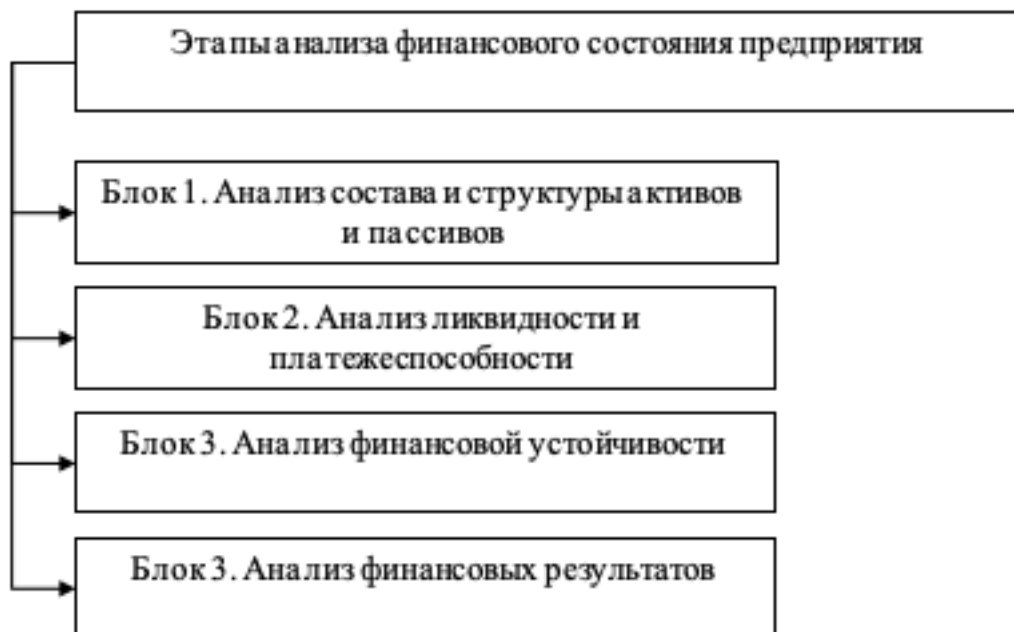 Этапы анализа финансового состояния предприятия
Блок 1. Анализ состава и структуры активов
и пассивов
Блок 2. Анализ ликвидности и
платежеспособности
Блок 3. Анализ финансовой устойчивости
Блок 3. Анализ финансовых результатов